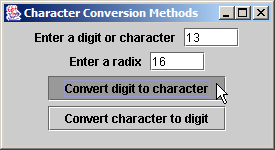 Character Conversion Methods
Enter a digit or character 13
Enter a radix 16
Convert digit to character
Convert character to digit